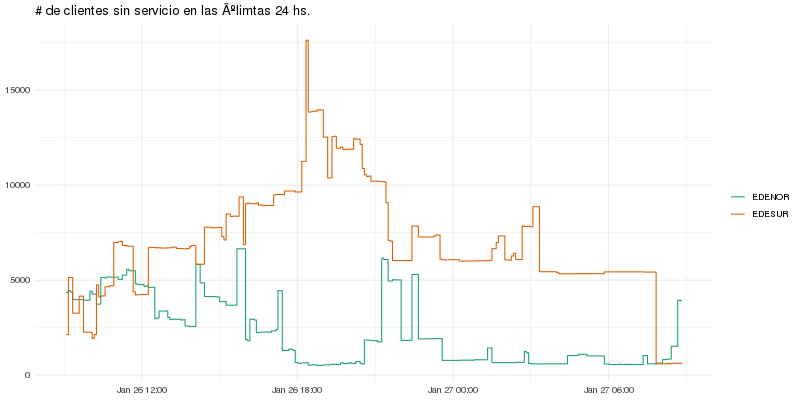 # de clientes sin servicio en las Ãºlimtas 24 hs.
15000
10000
5000
0
Jan 26 12:00
Jan 26 18:00
Jan 27 00:00
Jan 27 06:00
EDENOR
EDESUR